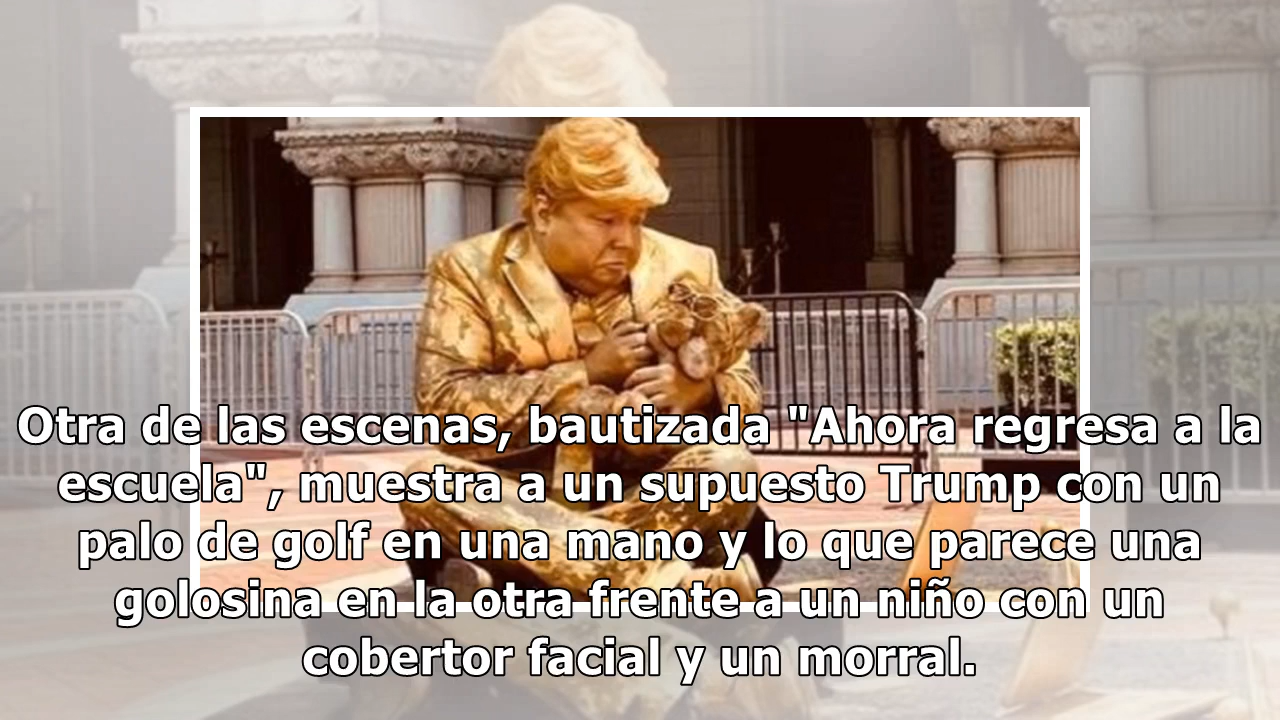 Otra de las escenas, bautizada "Ahora regresa a la
escuela", muestra a un supuesto Trump con un
palo de golf en una mano y lo que parece una
golosina en la otra frente a un niño con un
cobertor facial y un morral.